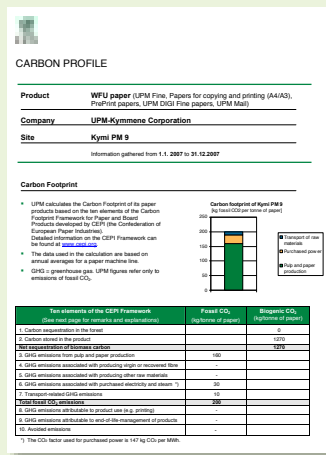 CARBON PROFILE
Product WFU paper (UPM Fine, Papers for copying and printing (A4/A3),
PrePrint papers, UPM DIGI Fine papers, UPM Mail)
Company UPM-Kymmene Corporation
Site Kymi PM 9
Information gathered from 1.1. 2007 to 31.12.2007
Carbon Footprint
• UPM calculates the Carbon Footprint of its paper
products based on the ten elements of the Carbon
Footprint Framework for Paper and Board
Products developed by CEPI (the Confederation of
European Paper Industries).
Detailed information on the CEPI Framework can
be found at www.cepi.org.
• The data used in the calculation are based on
annual averages for a paper machine line.
• GHG = greenhouse gas. UPM figures refer only to
emissions of fossil CO₂.
Carbon footprint of Kymi PM 9
[kg fossil CO2 per tonne of paper]
250
200
150
100
50
0
Transport of raw
materials
Purchased power
Pulp and paper
production
Ten elements of the CEPI Framework Fossil CO₂ Biogenic CO₂
(See next page for remarks and explanations) (kg/tonne of paper) (kg/tonne of paper)
1. Carbon sequestration in the forest 0
2. Carbon stored in the product 1270
Net sequestration of biomass carbon 1270
3. GHG emissions from pulp and paper production 160
4. GHG emissions associated with producing virgin or recovered fibre -
5. GHG emissions associated with producing other raw materials -
6. GHG emissions associated with purchased electricity and steam *) 30
7. Transport-related GHG emissions 10
Total fossil CO₂ emissions 200
8. GHG emissions attributable to product use (e.g. printing) -
9. GHG emissions attributable to end-of-life-management of products -
10. Avoided emissions -
*) The CO₂ factor used for purchased power is 147 kg CO₂ per MWh.